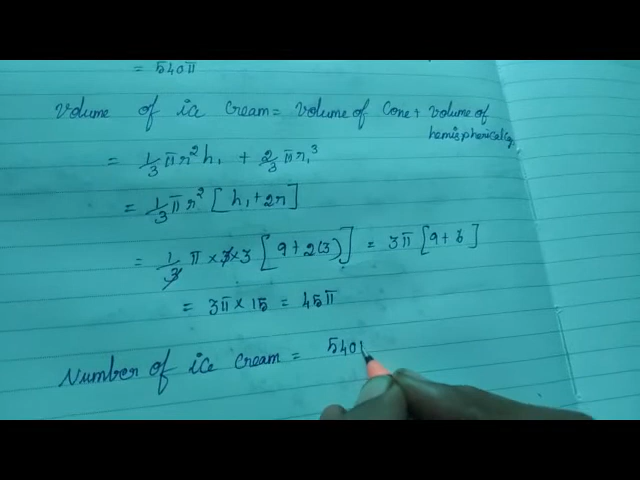 = 540π
Volume of ice cream = Volume of Cone + Volume of
hemispherical
= 1/3 πr²h₁ + 2/3 πr₁³
= 1/3 πr² [h₁ + 2r]
= 1/3 π × 3 × 3 [9 + 2(3)] = 3π [9 + 6]
= 3π × 15 = 45π
Number of ice cream = 540